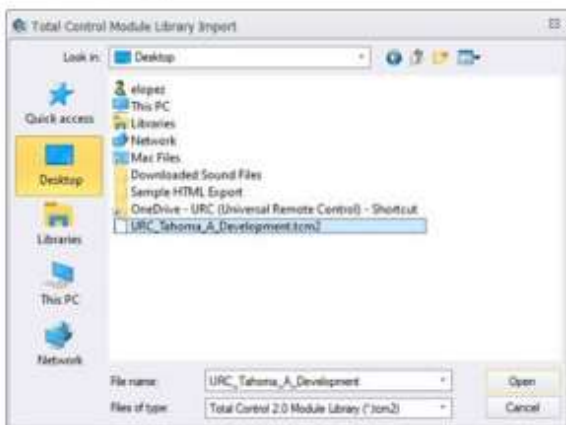 Total Control Module Library Import
Look in: Desktop
Quick access
Desktop
Libraries
This PC
Network
elopez
This PC
Libraries
Network
Mac Files
Downloaded Sound Files
Sample HTML Export
OneDrive - URC (Universal Remote Control) - Shortcut
URC_Tahoma_A_Development.tcm2
File name: URC_Tahoma_A_Development
Open
Files of type: Total Control 2.0 Module Library (*.tcm2)
Cancel